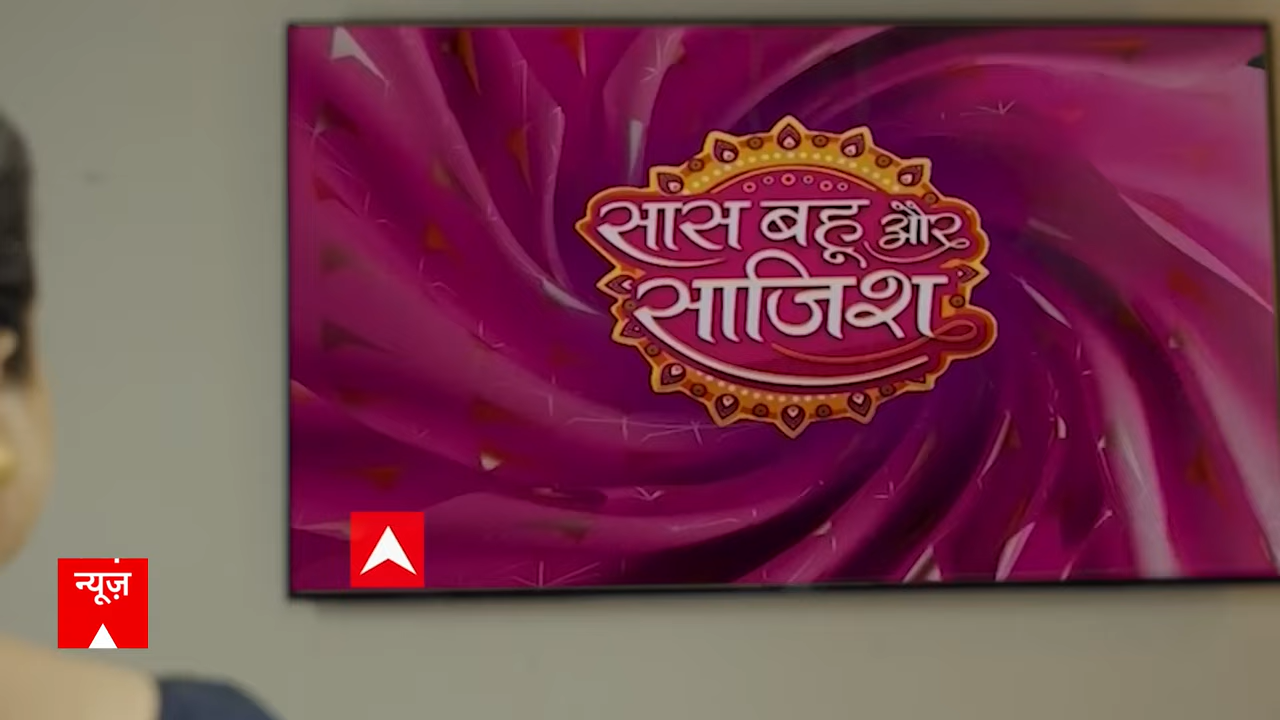 सास बहू और
साजिश
न्यूज़